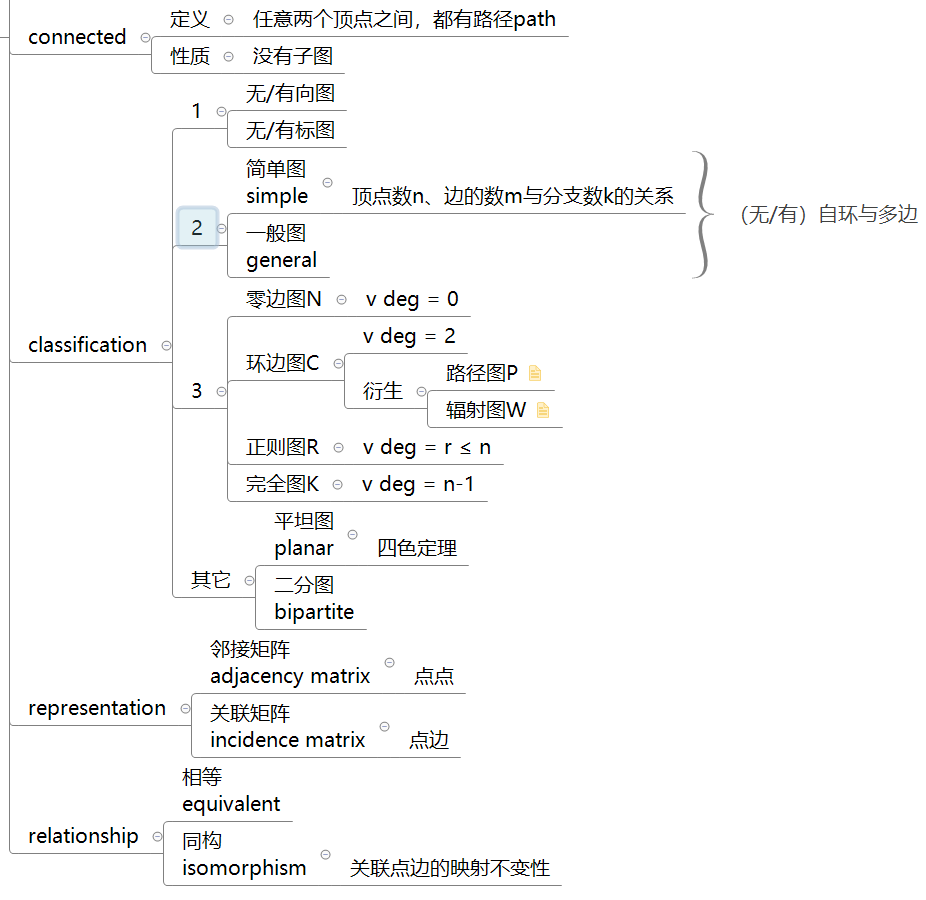 connected
定义
任意两个顶点之间，都有路径path
性质
没有子图
classification
1
无/有向图
无/有标图
2
简单图
simple
顶点数n、边的数m与分支数k的关系
一般图
general
（无/有）自环与多边
3
零边图N
v deg = 0
环边图C
v deg = 2
衍生
路径图P
辐射图W
正则图R
v deg = r ≤ n
完全图K
v deg = n-1
其它
平坦图
planar
四色定理
二分图
bipartite
representation
邻接矩阵
adjacency matrix
点点
关联矩阵
incidence matrix
点边
relationship
相等
equivalent
同构
isomorphism
关联点边的映射不变性